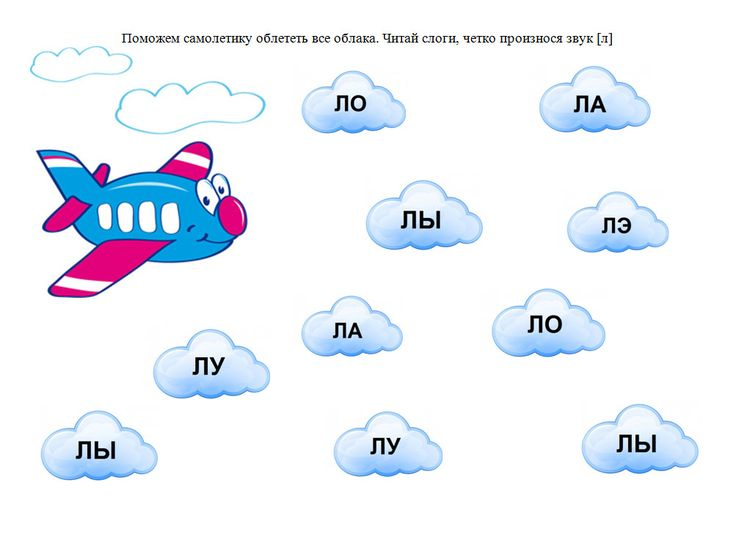 Поможем самолетику облететь все облака. Читай слоги, четко произнося звук [л]
ЛО
ЛА
ЛЫ
ЛЭ
ЛА
ЛО
ЛУ
ЛЫ
ЛУ
ЛЫ